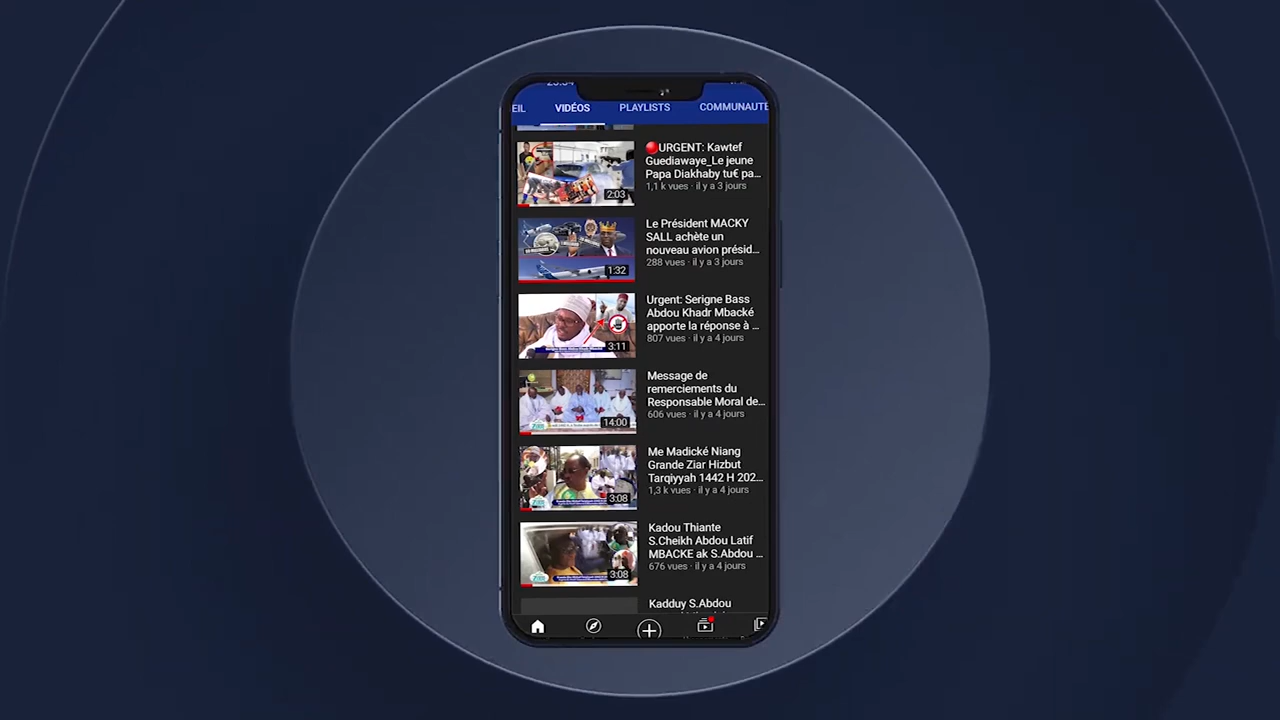 EIL VIDÉOS PLAYLISTS COMMUNAUTE
🔴URGENT: Kawtef
Guediawaye_Le jeune
Papa Diakhaby tu€ pa...
1,1 k vues · il y a 3 jours
2:03
Le Président MACKY
SALL achète un
nouveau avion présid...
288 vues · il y a 3 jours
1:32
Urgent: Serigne Bass
Abdou Khadr Mbacké
apporte la réponse à ...
807 vues · il y a 4 jours
3:11
Message de
remerciements du
Responsable Moral de...
606 vues · il y a 4 jours
14:00
Me Madické Niang
Grande Ziar Hizbut
Tarqiyyah 1442 H 202...
1,3 k vues · il y a 4 jours
3:08
Kadou Thiante
S.Cheikh Abdou Latif
MBACKE ak S.Abdou ...
676 vues · il y a 4 jours
3:08
Kadduy S.Abdou